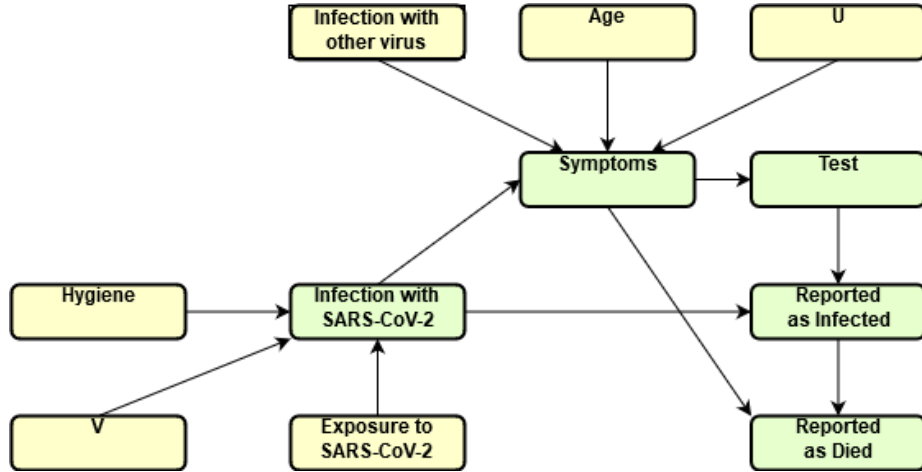 Infection with
other virus
Age
U
Symptoms
Test
Hygiene
Infection with
SARS-CoV-2
Reported
as Infected
V
Exposure to
SARS-CoV-2
Reported
as Died